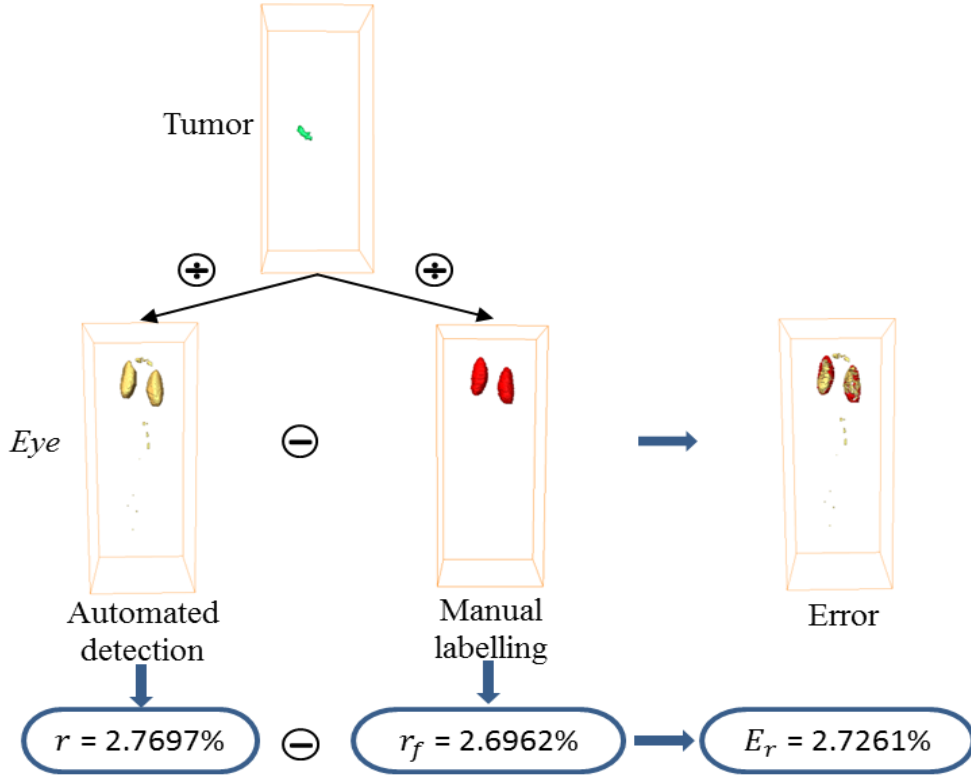 Tumor
÷ ÷
Eye
−
Automated detection
Manual labelling
Error
r = 2.7697%
−
r_f = 2.6962%
E_r = 2.7261%